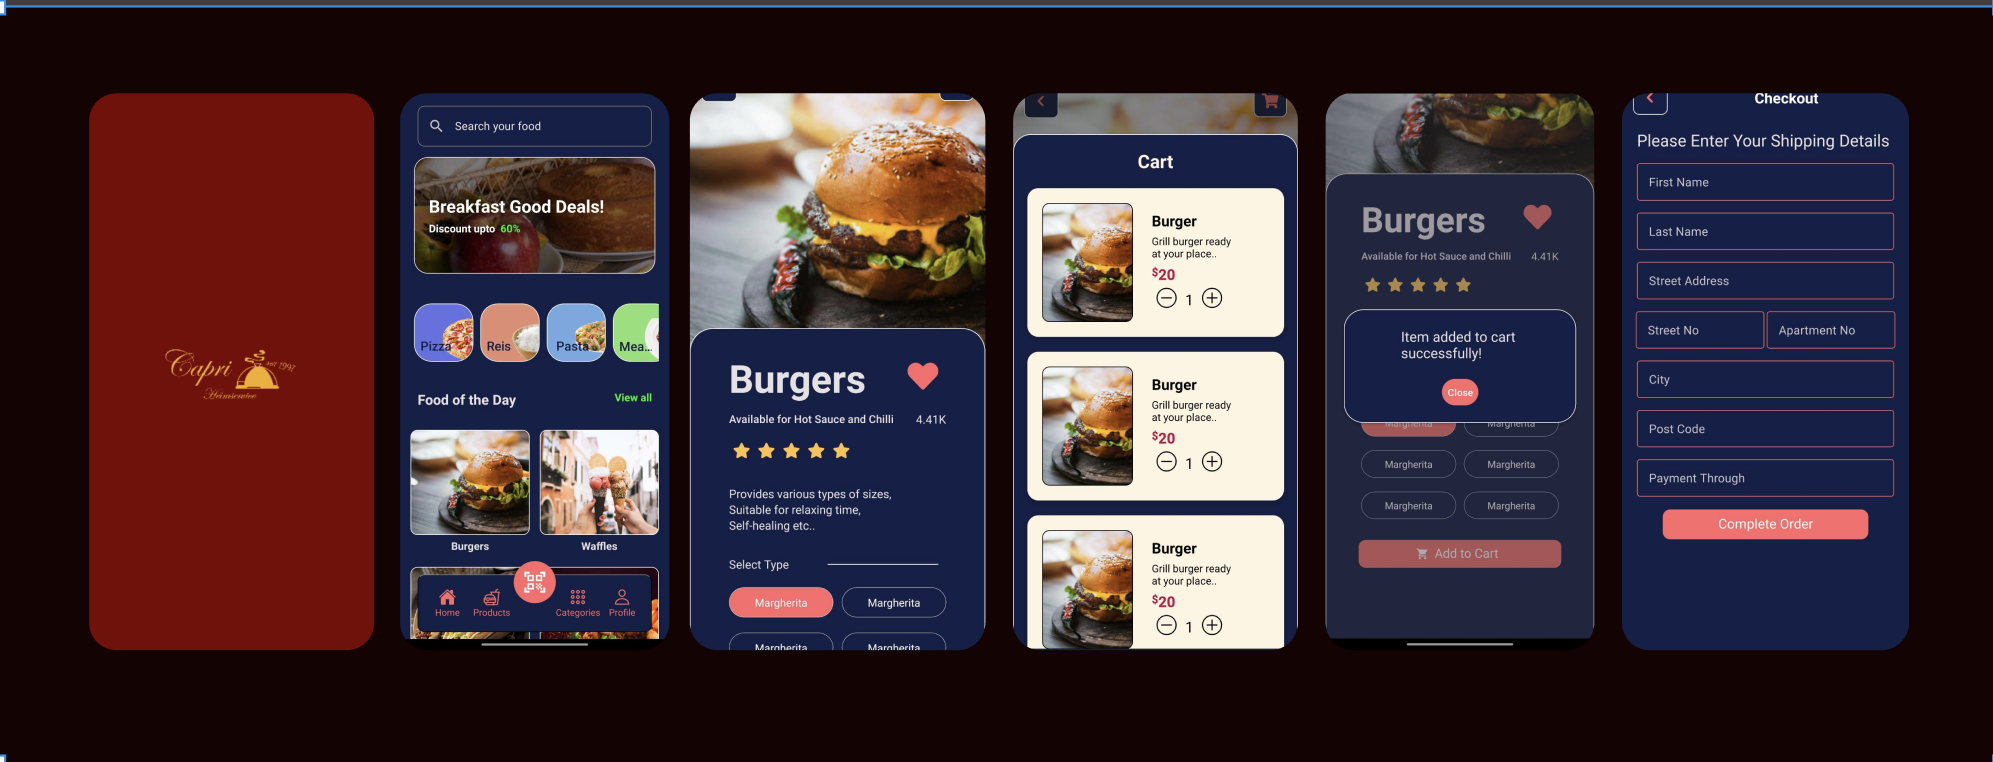 Capri
seit 1997
Heimservice
Search your food
Breakfast Good Deals!
Discount upto 60%
Pizza
Reis
Pasta
Mea...
Food of the Day
View all
Burgers
Waffles
Home
Products
Categories
Profile
Burgers
Available for Hot Sauce and Chilli
4.41K
Provides various types of sizes,
Suitable for relaxing time,
Self-healing etc..
Select Type
Margherita
Margherita
Margherita
Margherita
Cart
Burger
Grill burger ready
at your place..
$20
1
Burger
Grill burger ready
at your place..
$20
1
Burger
Grill burger ready
at your place..
$20
1
Burgers
Available for Hot Sauce and Chilli
4.41K
Item added to cart
successfully!
Close
Margherita
Margherita
Margherita
Margherita
Margherita
Margherita
Add to Cart
Checkout
Please Enter Your Shipping Details
First Name
Last Name
Street Address
Street No
Apartment No
City
Post Code
Payment Through
Complete Order